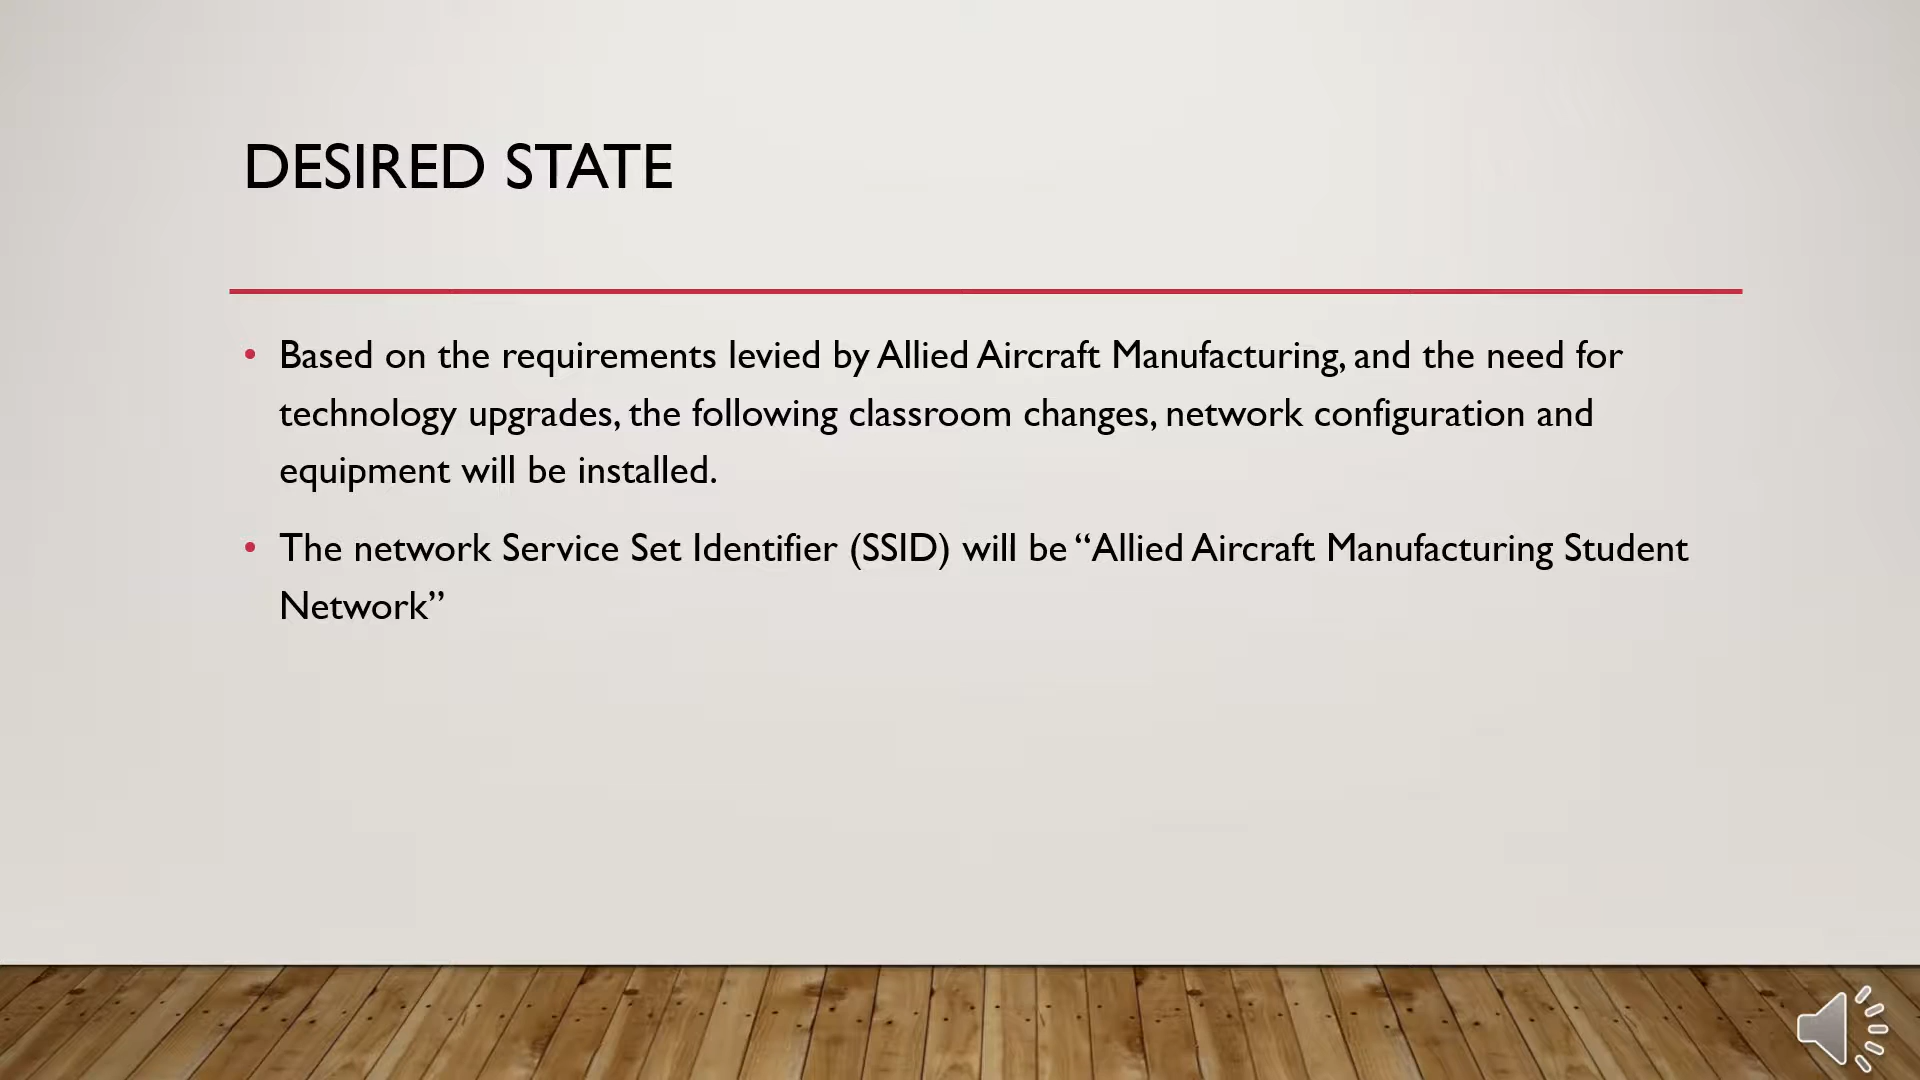 DESIRED STATE
• Based on the requirements levied by Allied Aircraft Manufacturing, and the need for
technology upgrades, the following classroom changes, network configuration and
equipment will be installed.
• The network Service Set Identifier (SSID) will be “Allied Aircraft Manufacturing Student
Network”